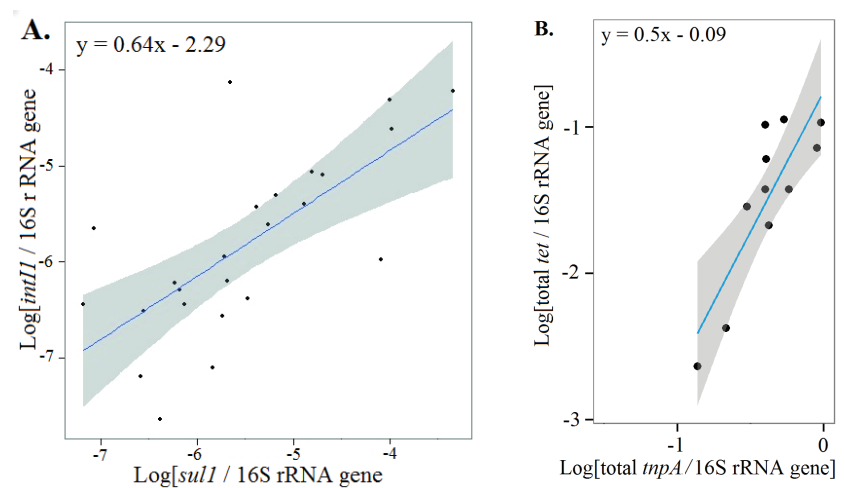 A.
y = 0.64x - 2.29
-4
-5
-6
-7
Log[intI1 / 16S r RNA gene
-7
-6
-5
-4
Log[sul1 / 16S rRNA gene
B.
y = 0.5x - 0.09
-1
-2
-3
Log[total tet / 16S rRNA gene]
-1
0
Log[total tnpA/16S rRNA gene]